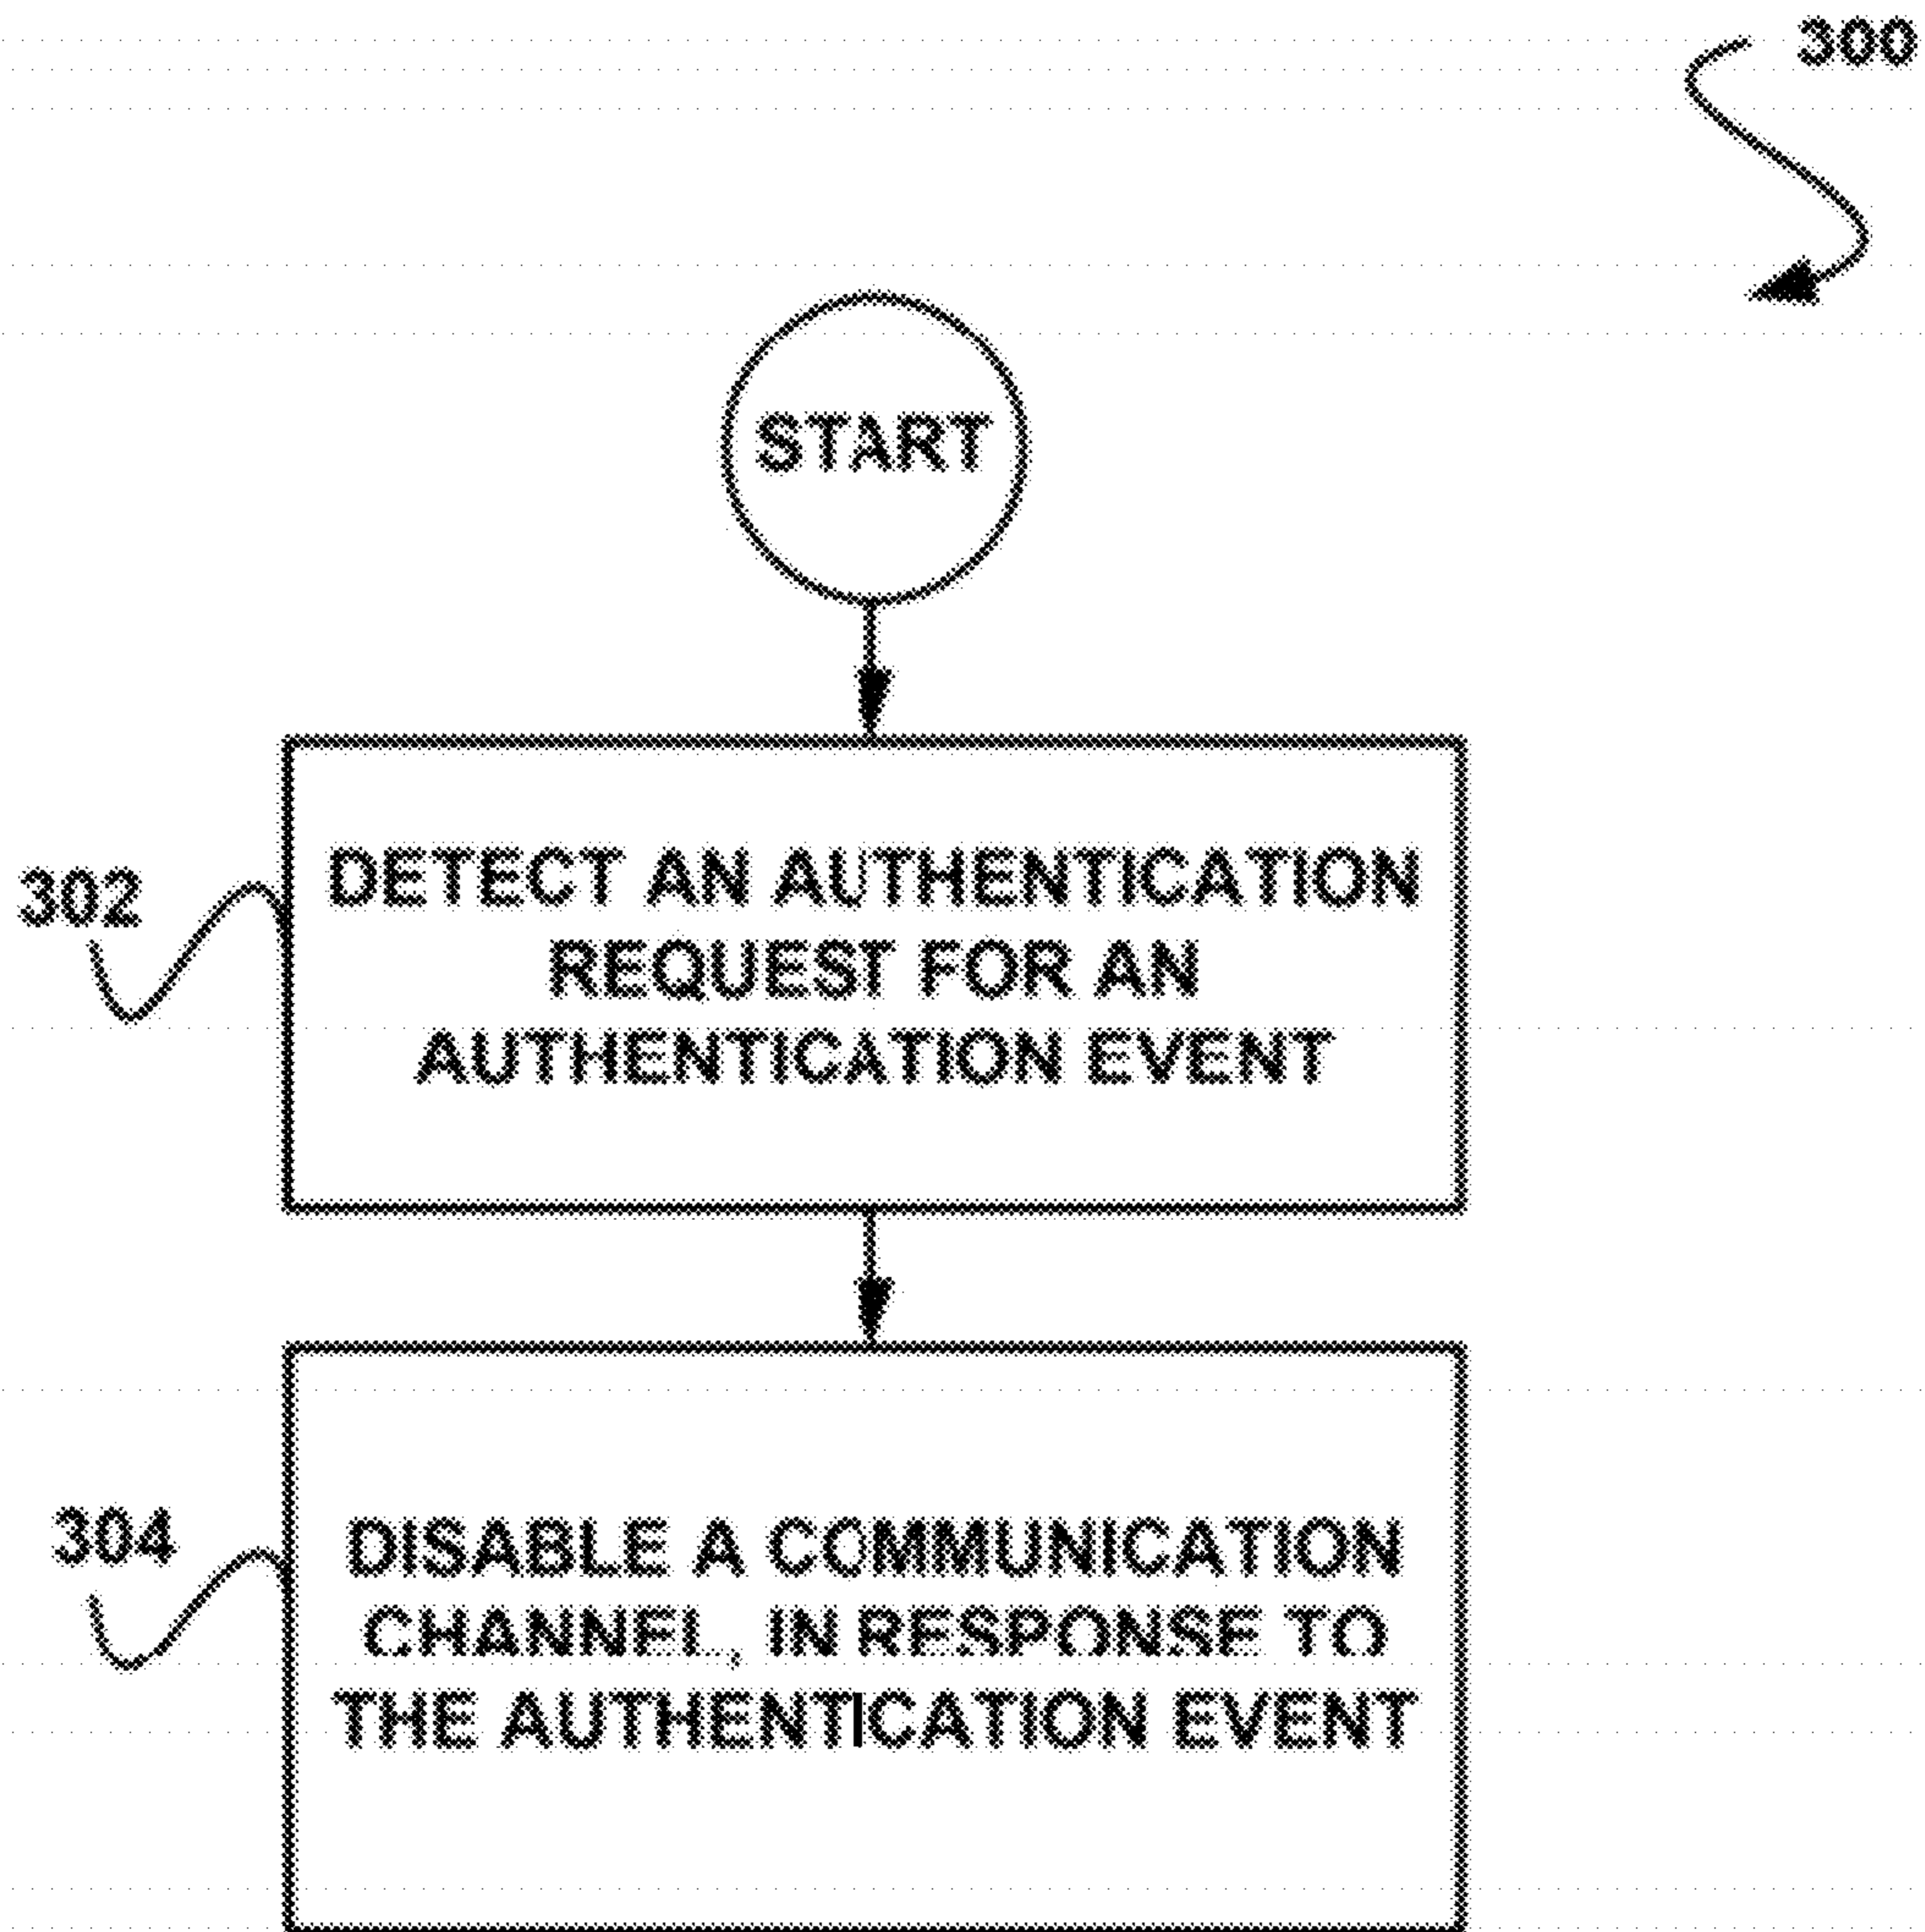 300
START
302
DETECT AN AUTHENTICATION
REQUEST FOR AN
AUTHENTICATION EVENT
304
DISABLE A COMMUNICATION
CHANNEL, IN RESPONSE TO
THE AUTHENTICATION EVENT